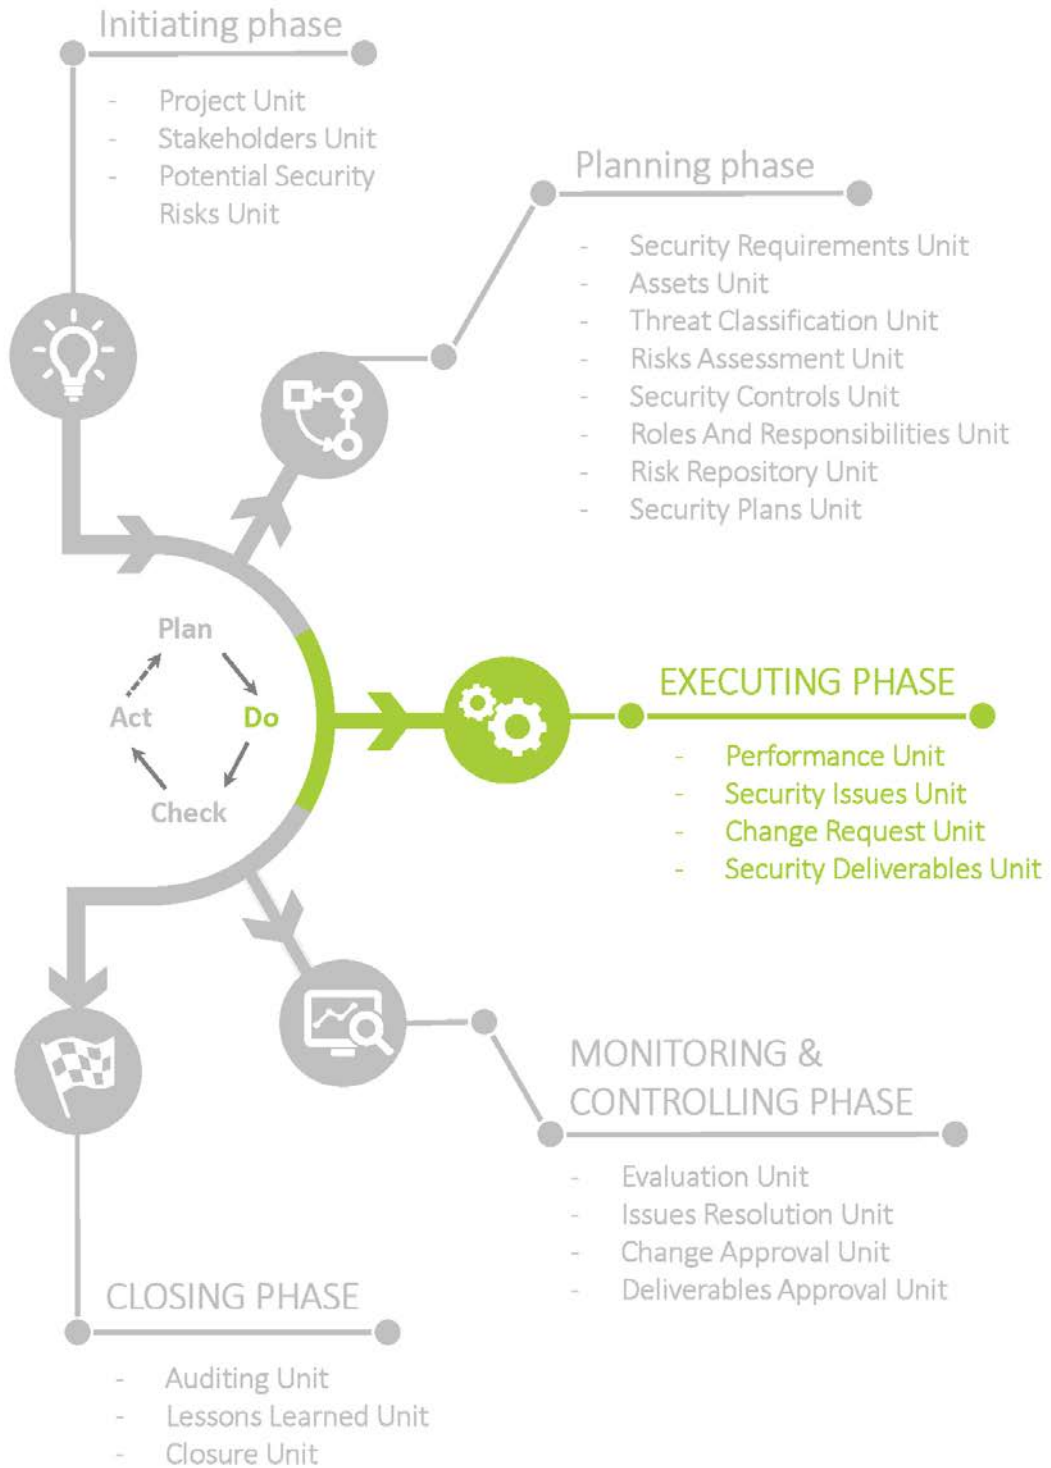 Initiating phase
- Project Unit
- Stakeholders Unit
- Potential Security
Risks Unit
Planning phase
- Security Requirements Unit
- Assets Unit
- Threat Classification Unit
- Risks Assessment Unit
- Security Controls Unit
- Roles And Responsibilities Unit
- Risk Repository Unit
- Security Plans Unit
Plan
Act
Do
Check
EXECUTING PHASE
- Performance Unit
- Security Issues Unit
- Change Request Unit
- Security Deliverables Unit
MONITORING &
CONTROLLING PHASE
- Evaluation Unit
- Issues Resolution Unit
- Change Approval Unit
- Deliverables Approval Unit
CLOSING PHASE
- Auditing Unit
- Lessons Learned Unit
- Closure Unit